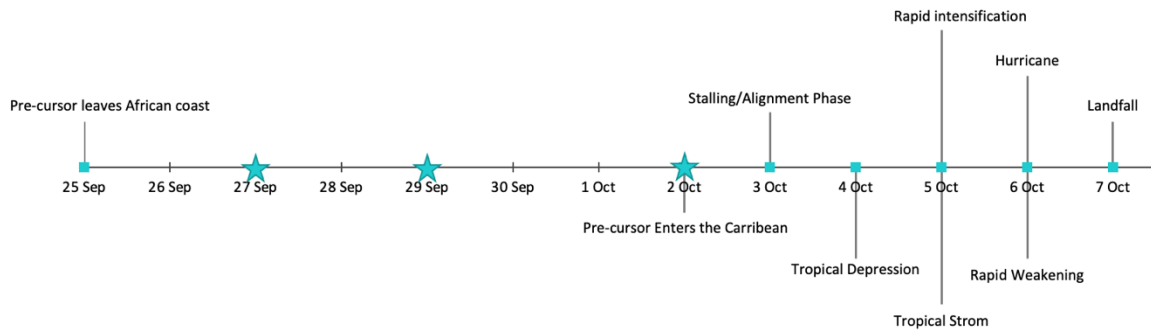 Rapid intensification
Hurricane
Stalling/Alignment Phase
Pre-cursor leaves African coast
Landfall
25 Sep
26 Sep
27 Sep
28 Sep
29 Sep
30 Sep
1 Oct
2 Oct
3 Oct
4 Oct
5 Oct
6 Oct
7 Oct
Pre-cursor Enters the Carribean
Tropical Depression
Rapid Weakening
Tropical Strom